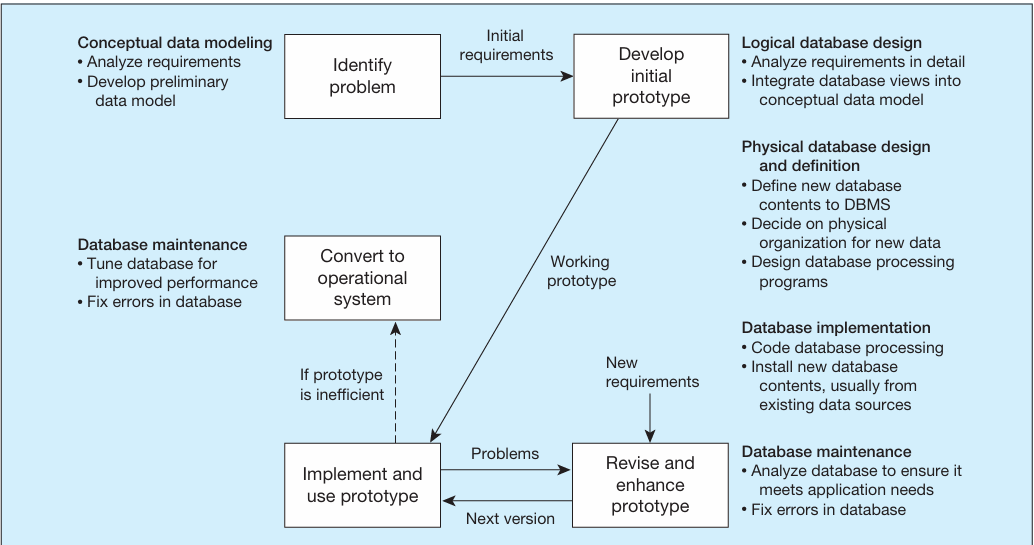 Conceptual data modeling
• Analyze requirements
• Develop preliminary
data model
Identify
problem
Initial
requirements
Develop
initial
prototype
Logical database design
• Analyze requirements in detail
• Integrate database views into
conceptual data model
Physical database design
and definition
• Define new database
contents to DBMS
• Decide on physical
organization for new data
• Design database processing
programs
Database maintenance
• Tune database for
improved performance
• Fix errors in database
Convert to
operational
system
Working
prototype
Database implementation
• Code database processing
• Install new database
contents, usually from
existing data sources
If prototype
is inefficient
New
requirements
Implement and
use prototype
Problems
Next version
Revise and
enhance
prototype
Database maintenance
• Analyze database to ensure it
meets application needs
• Fix errors in database